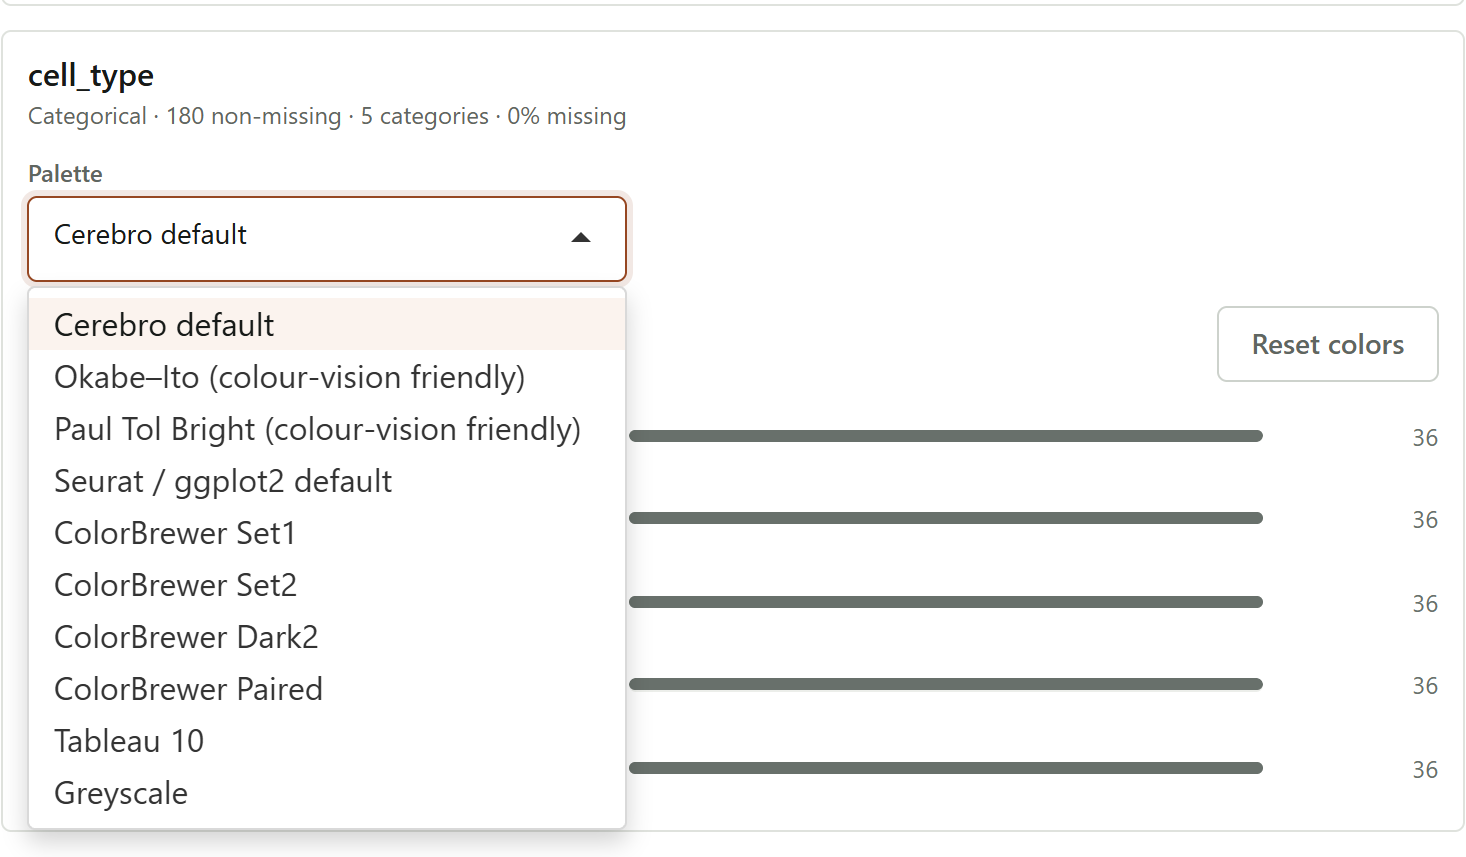 cell_type
Categorical · 180 non-missing · 5 categories · 0% missing
Palette
Cerebro default
Cerebro default
Okabe–Ito (colour-vision friendly)
Paul Tol Bright (colour-vision friendly)
Seurat / ggplot2 default
ColorBrewer Set1
ColorBrewer Set2
ColorBrewer Dark2
ColorBrewer Paired
Tableau 10
Greyscale
Reset colors
36
36
36
36
36